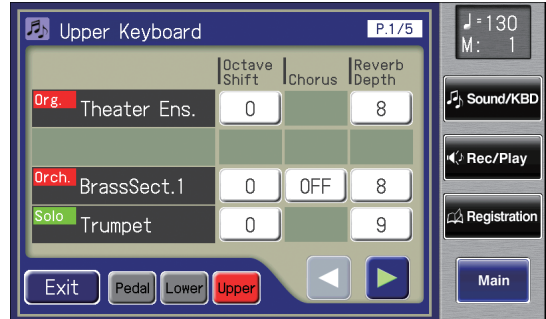 Upper Keyboard P.1/5
♩=130
M: 1
Octave Shift Chorus Reverb Depth
Org. Theater Ens. 0 8
Orch. BrassSect.1 0 OFF 8
Solo Trumpet 0 9
Exit Pedal Lower Upper
Sound/KBD
Rec/Play
Registration
Main